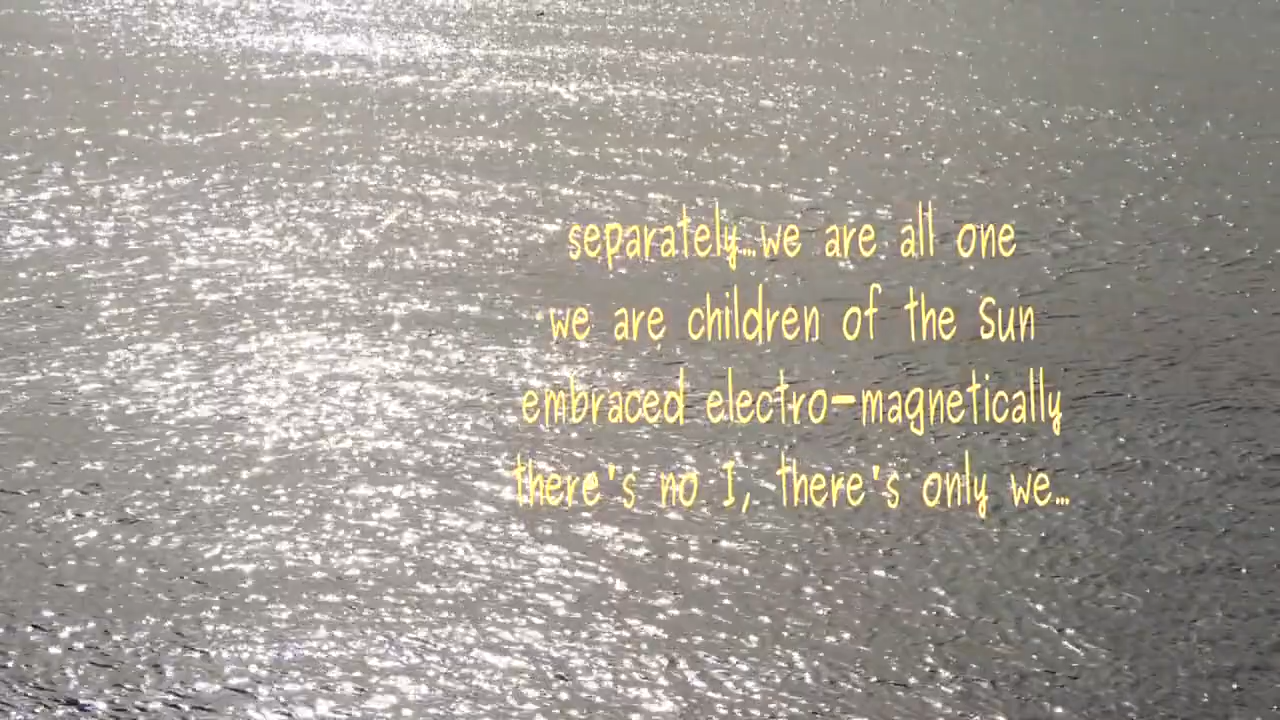 separately...we are all one
we are children of the Sun
embraced electro-magnetically
there's no I, there's only we...